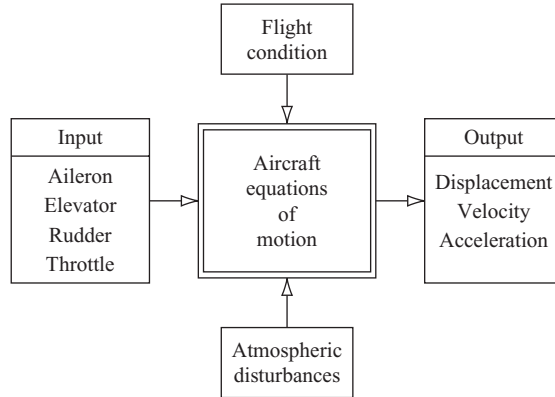 Flight
condition
Input
Aileron
Elevator
Rudder
Throttle
Aircraft
equations
of
motion
Output
Displacement
Velocity
Acceleration
Atmospheric
disturbances